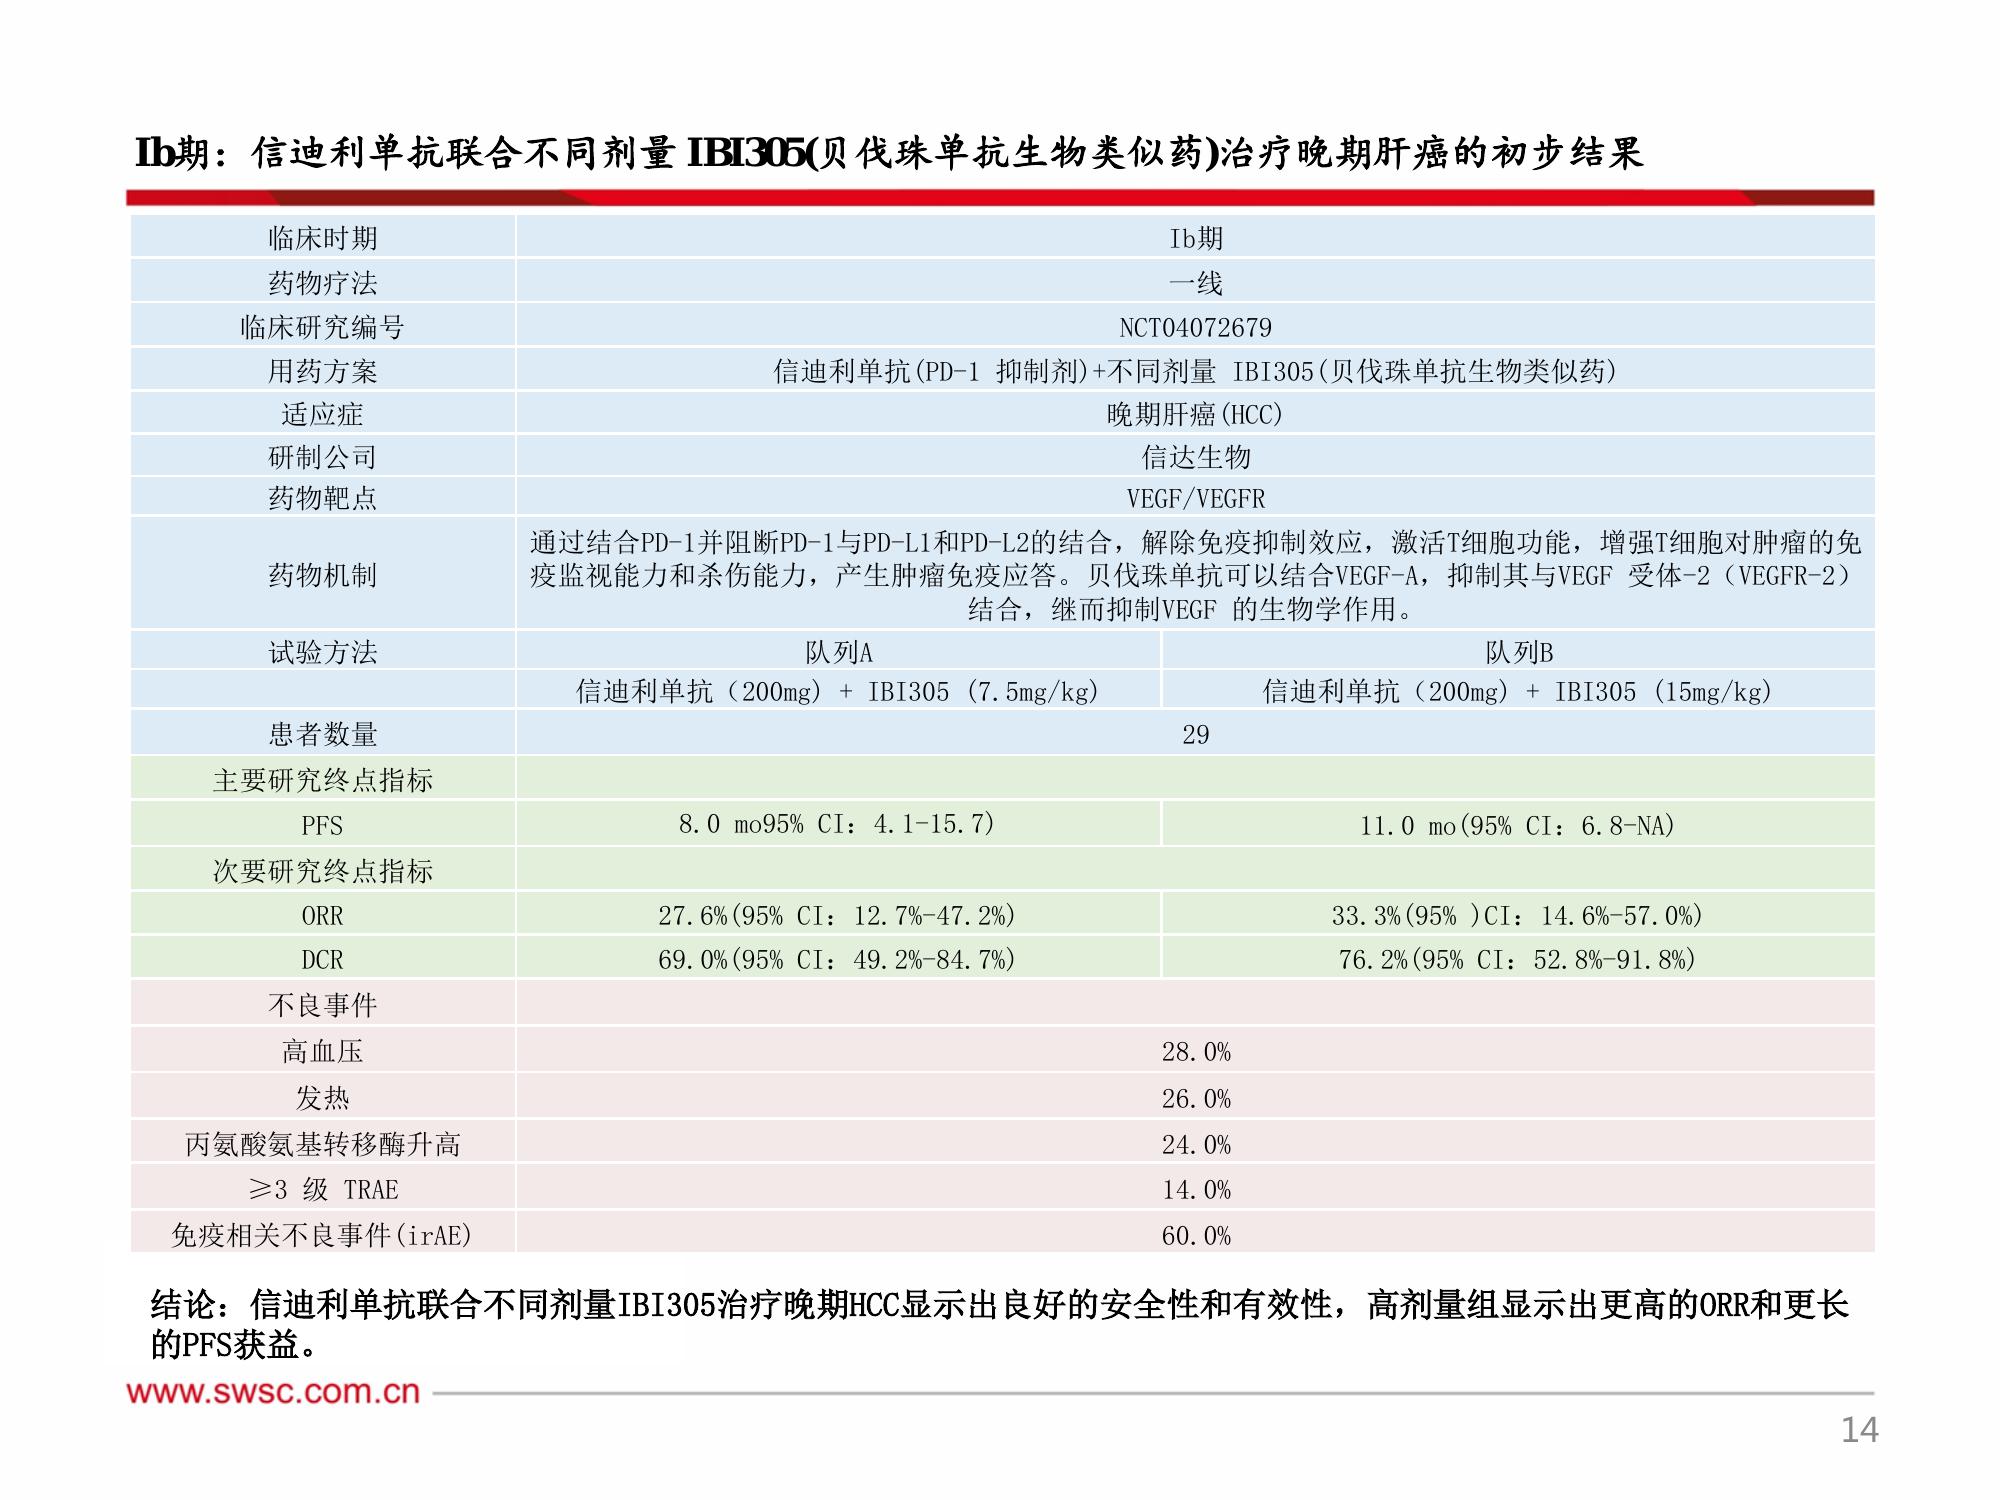 Ib期：信迪利单抗联合不同剂量 IBI305(贝伐珠单抗生物类似药)治疗晚期肝癌的初步结果
临床时期 Ib期
药物疗法 一线
临床研究编号 NCT04072679
用药方案 信迪利单抗(PD-1 抑制剂)+不同剂量 IBI305(贝伐珠单抗生物类似药)
适应症 晚期肝癌(HCC)
研制公司 信达生物
药物靶点 VEGF/VEGFR
药物机制
通过结合PD-1并阻断PD-1与PD-L1和PD-L2的结合，解除免疫抑制效应，激活T细胞功能，增强T细胞对肿瘤的免
疫监视能力和杀伤能力，产生肿瘤免疫应答。贝伐珠单抗可以结合VEGF-A，抑制其与VEGF 受体-2（VEGFR-2）
结合，继而抑制VEGF 的生物学作用。
试验方法 队列A 队列B
信迪利单抗（200mg) + IBI305 (7.5mg/kg) 信迪利单抗（200mg) + IBI305 (15mg/kg)
患者数量 29
主要研究终点指标
PFS 8.0 mo95% CI：4.1-15.7) 11.0 mo(95% CI：6.8-NA)
次要研究终点指标
ORR 27.6%(95% CI：12.7%-47.2%) 33.3%(95% )CI：14.6%-57.0%)
DCR 69.0%(95% CI：49.2%-84.7%) 76.2%(95% CI：52.8%-91.8%)
不良事件
高血压 28.0%
发热 26.0%
丙氨酸氨基转移酶升高 24.0%
≥3 级 TRAE 14.0%
免疫相关不良事件(irAE) 60.0%
结论：信迪利单抗联合不同剂量IBI305治疗晚期HCC显示出良好的安全性和有效性，高剂量组显示出更高的ORR和更长
的PFS获益。
www.swsc.com.cn
14